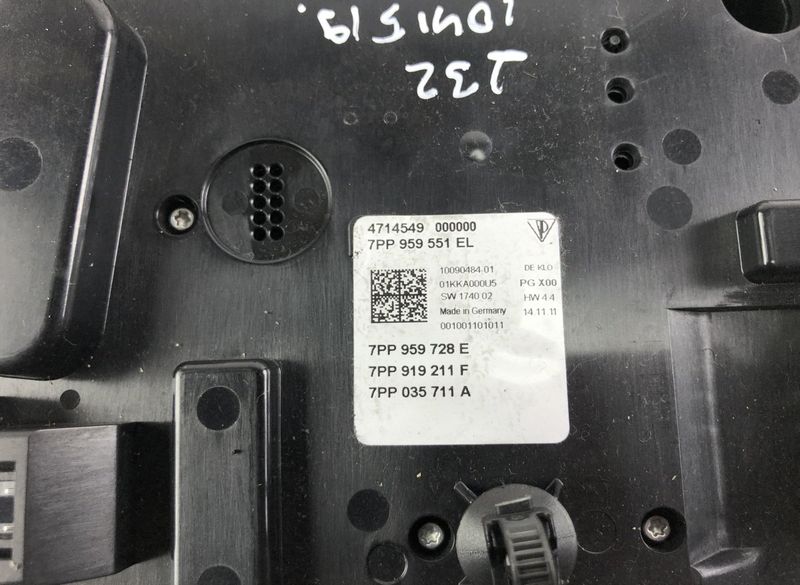 232
4714549 000000
7PP 959 551 EL
10090484-01 DE KLO
01KKA000U5 PG X00
SW 1740 02 HW 4.4
Made in Germany 14.11.11
001001101011
7PP 959 728 E
7PP 919 211 F
7PP 035 711 A